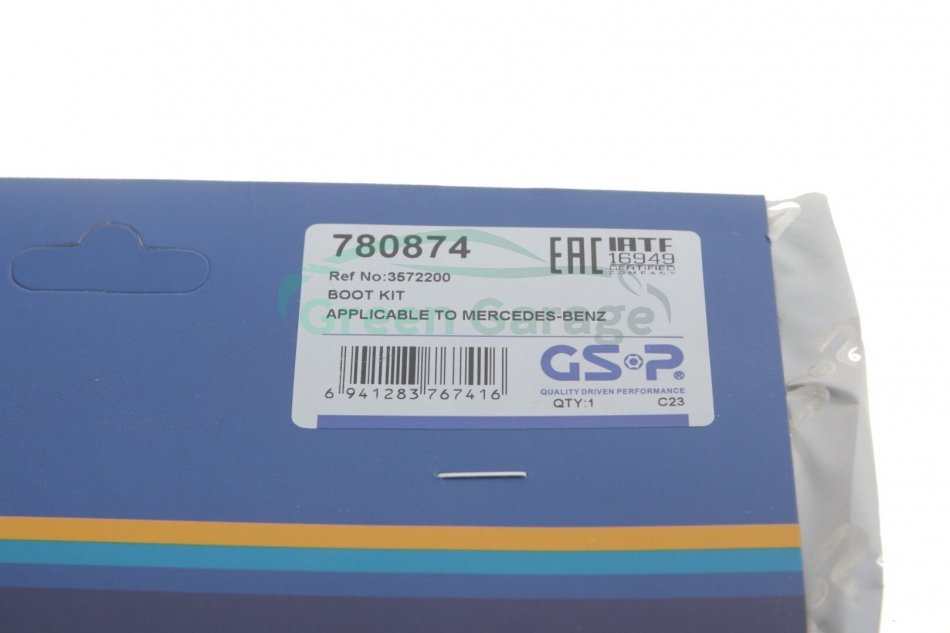 780874
EAC IATF
16949
CERTIFIED
COMPANY
Ref No:3572200
BOOT KIT
APPLICABLE TO MERCEDES-BENZ
Green Garage
GSP®
QUALITY DRIVEN PERFORMANCE
6 941283 767416
QTY:1 C23